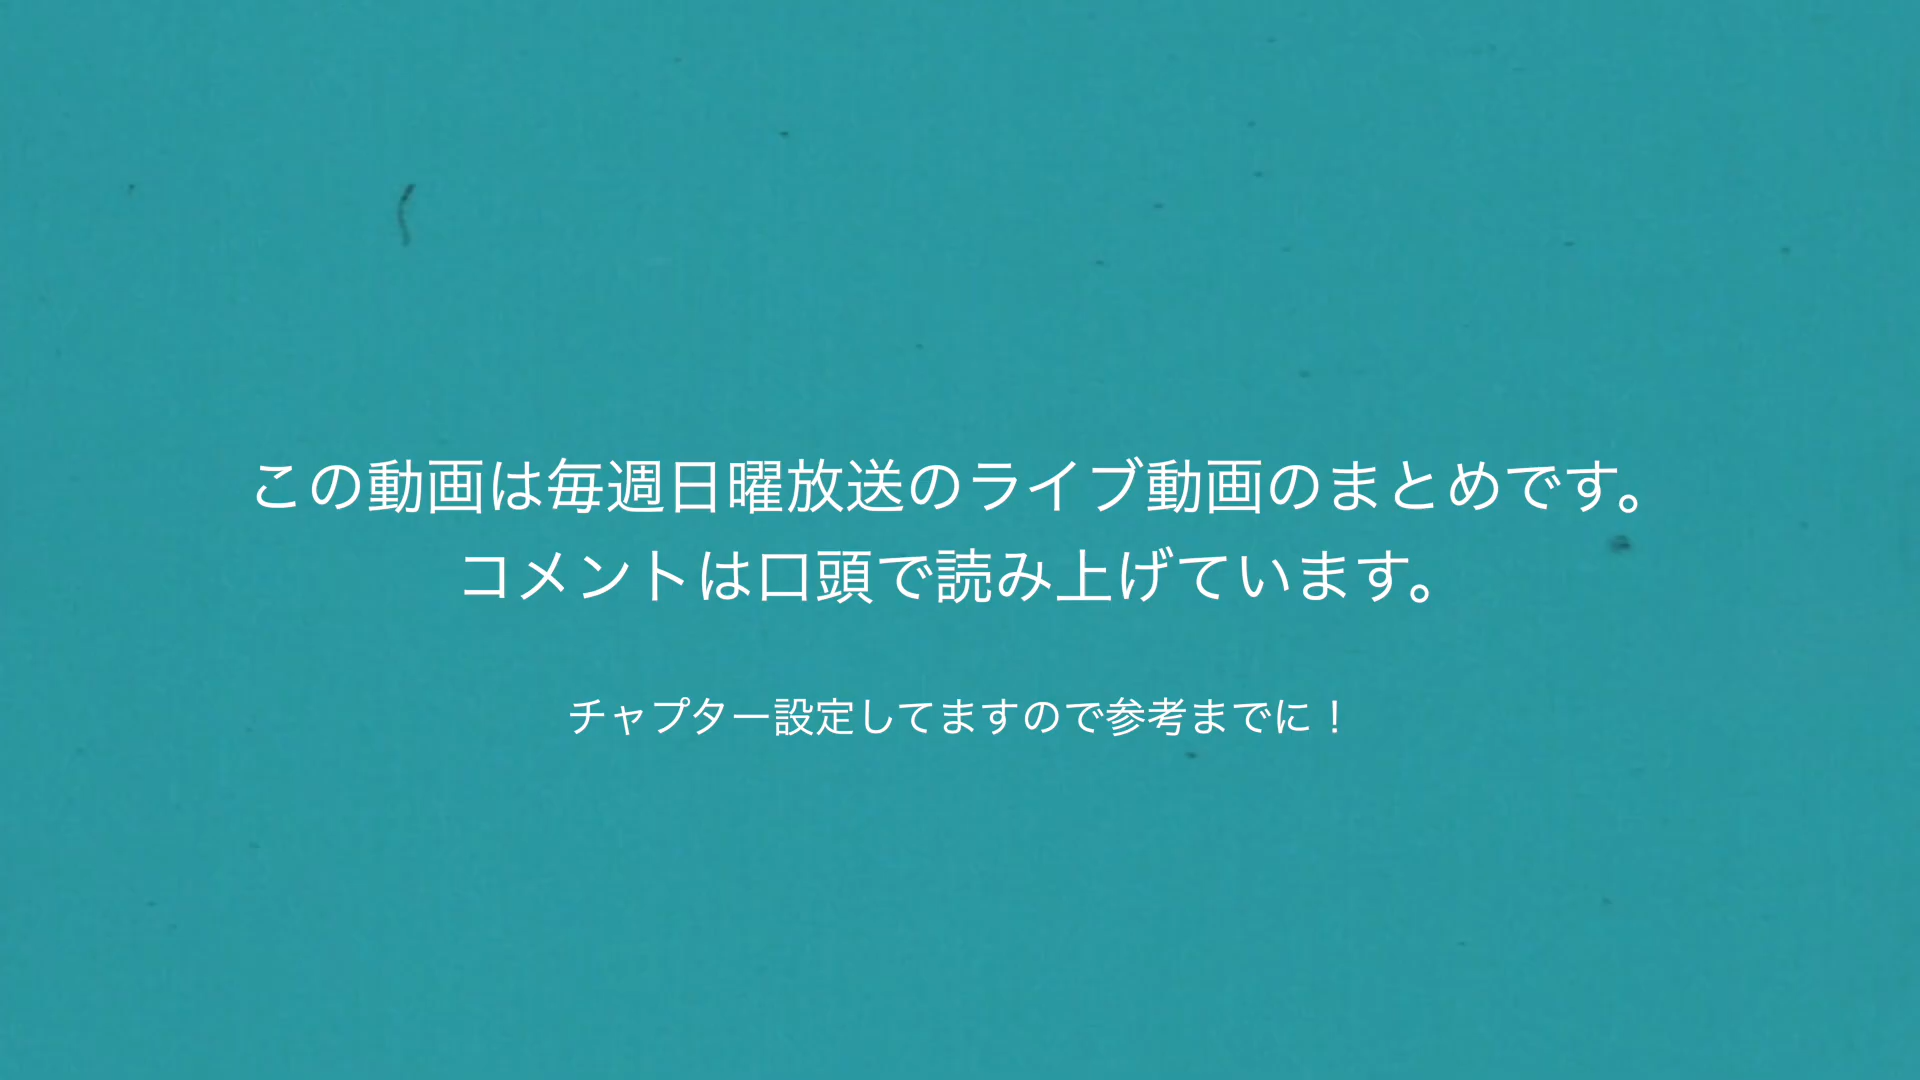 この動画は毎週日曜放送のライブ動画のまとめです。
コメントは口頭で読み上げています。
チャプター設定してますので参考までに！